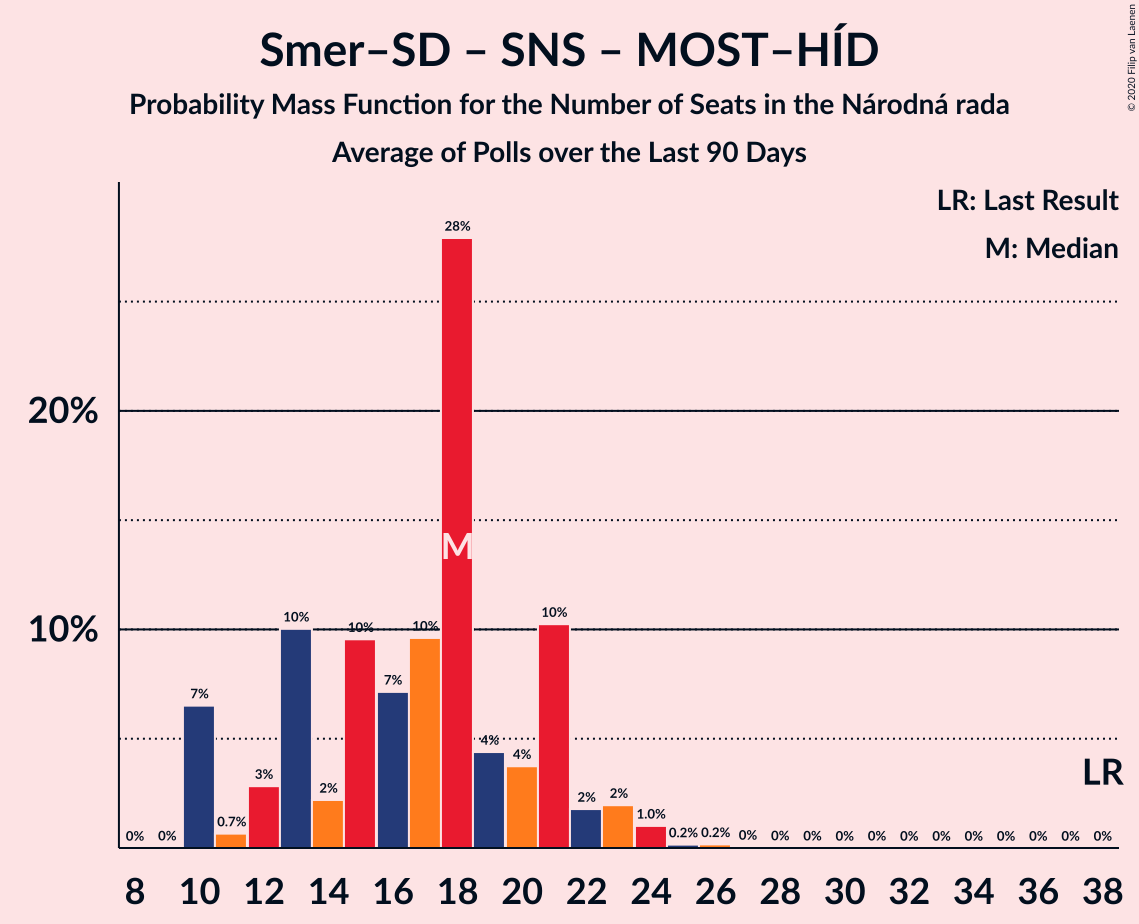 Smer–SD – SNS – MOST–HÍD
Probability Mass Function for the Number of Seats in the Národná rada
Average of Polls over the Last 90 Days
© 2020 Filip van Laenen
LR: Last Result
M: Median
20%
10%
0% 0% 7% 0.7% 3% 10% 2% 10% 7% 10% 28% 4% 4% 10% 2% 2% 1.0% 0.2% 0.2% 0% 0% 0% 0% 0% 0% 0% 0% 0% 0% 0% 0%
M
LR
8 10 12 14 16 18 20 22 24 26 28 30 32 34 36 38